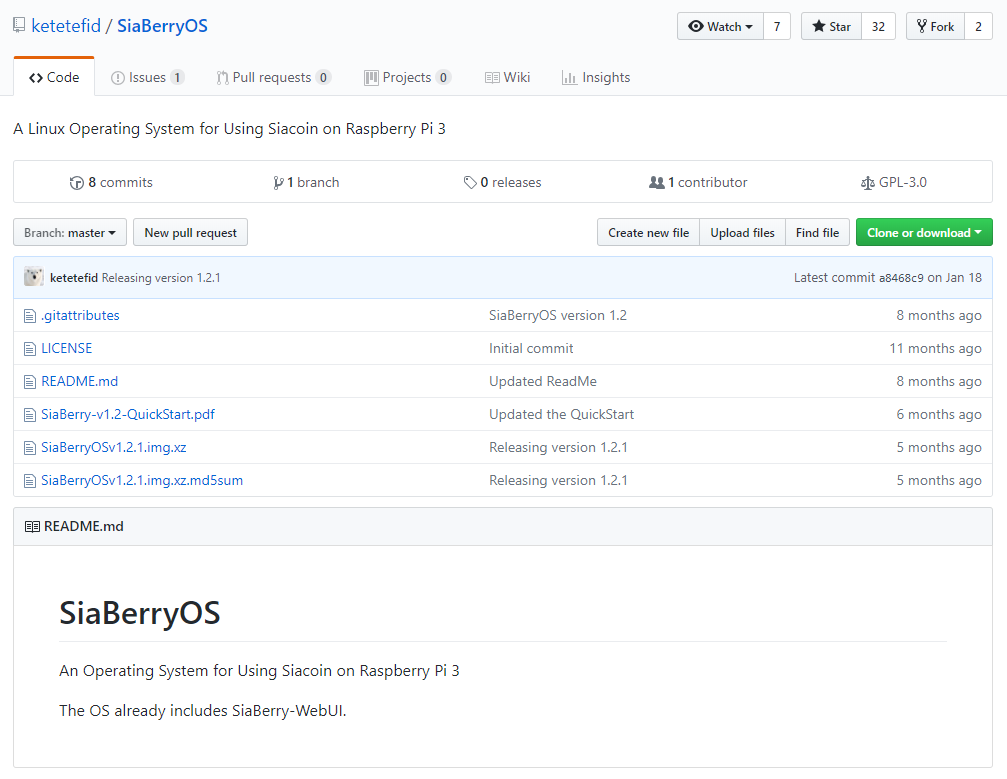 ketetefid / SiaBerryOS Watch 7 Star 32 Fork 2
Code Issues 1 Pull requests 0 Projects 0 Wiki Insights
A Linux Operating System for Using Siacoin on Raspberry Pi 3
8 commits 1 branch 0 releases 1 contributor GPL-3.0
Branch: master New pull request Create new file Upload files Find file Clone or download
ketetefid Releasing version 1.2.1 Latest commit a8468c9 on Jan 18
.gitattributes SiaBerryOS version 1.2 8 months ago
LICENSE Initial commit 11 months ago
README.md Updated ReadMe 8 months ago
SiaBerry-v1.2-QuickStart.pdf Updated the QuickStart 6 months ago
SiaBerryOSv1.2.1.img.xz Releasing version 1.2.1 5 months ago
SiaBerryOSv1.2.1.img.xz.md5sum Releasing version 1.2.1 5 months ago
README.md
SiaBerryOS
An Operating System for Using Siacoin on Raspberry Pi 3
The OS already includes SiaBerry-WebUI.